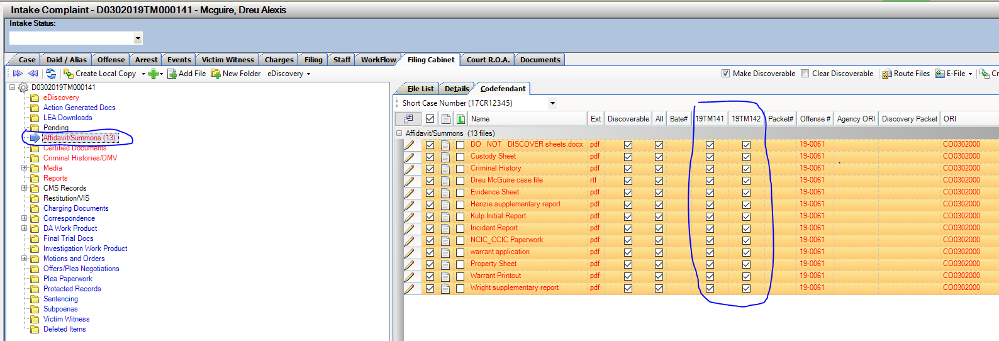 Intake Complaint - D0302019TM000141 - Mcguire, Dreu Alexis
Intake Status:
Case Daid / Alias Offense Arrest Events Victim Witness Charges Filing Staff WorkFlow Filing Cabinet Court R.O.A. Documents
Create Local Copy Add File New Folder eDiscovery Make Discoverable Clear Discoverable Route Files E-File Cr
D0302019TM000141
eDiscovery
Action Generated Docs
LEA Downloads
Pending
Affidavit/Summons (13)
Certified Documents
Criminal Histories/DMV
Media
Reports
CMS Records
Restitution/VIS
Charging Documents
Correspondence
DA Work Product
Final Trial Docs
Investigation Work Product
Motions and Orders
Offers/Plea Negotiations
Plea Paperwork
Protected Records
Sentencing
Subpoenas
Victim Witness
Deleted Items
File List Details Codefendant
Short Case Number (17CR12345)
L Name Ext Discoverable All Bate# 19TM141 19TM142 Packet# Offense # Agency ORI Discovery Packet ORI
Affidavit/Summons (13 files)
DO NOT DISCOVER sheets.docx pdf 19-0061 CO0302000
Custody Sheet pdf 19-0061 CO0302000
Criminal History pdf 19-0061 CO0302000
Dreu McGuire case file rtf 19-0061 CO0302000
Evidence Sheet pdf 19-0061 CO0302000
Henzie supplementary report pdf 19-0061 CO0302000
Kulp Initial Report pdf 19-0061 CO0302000
Incident Report pdf 19-0061 CO0302000
NCIC_CCIC Paperwork pdf 19-0061 CO0302000
warrant application pdf 19-0061 CO0302000
Property Sheet pdf 19-0061 CO0302000
Warrant Printout pdf 19-0061 CO0302000
Wright supplementary report pdf 19-0061 CO0302000